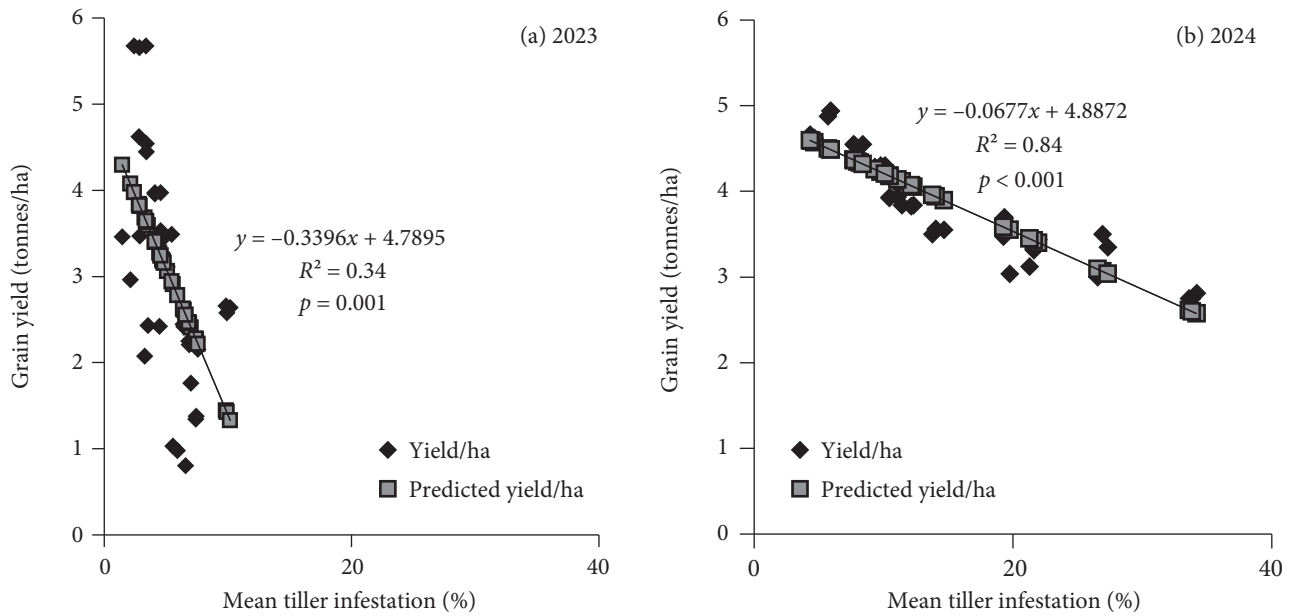 (a) 2023
Grain yield (tonnes/ha)
6
5
4
3
2
1
0
y = –0.3396x + 4.7895
R² = 0.34
p = 0.001
Yield/ha
Predicted yield/ha
0 20 40
Mean tiller infestation (%)
(b) 2024
Grain yield (tonnes/ha)
6
5
4
3
2
1
0
y = –0.0677x + 4.8872
R² = 0.84
p < 0.001
Yield/ha
Predicted yield/ha
0 20 40
Mean tiller infestation (%)